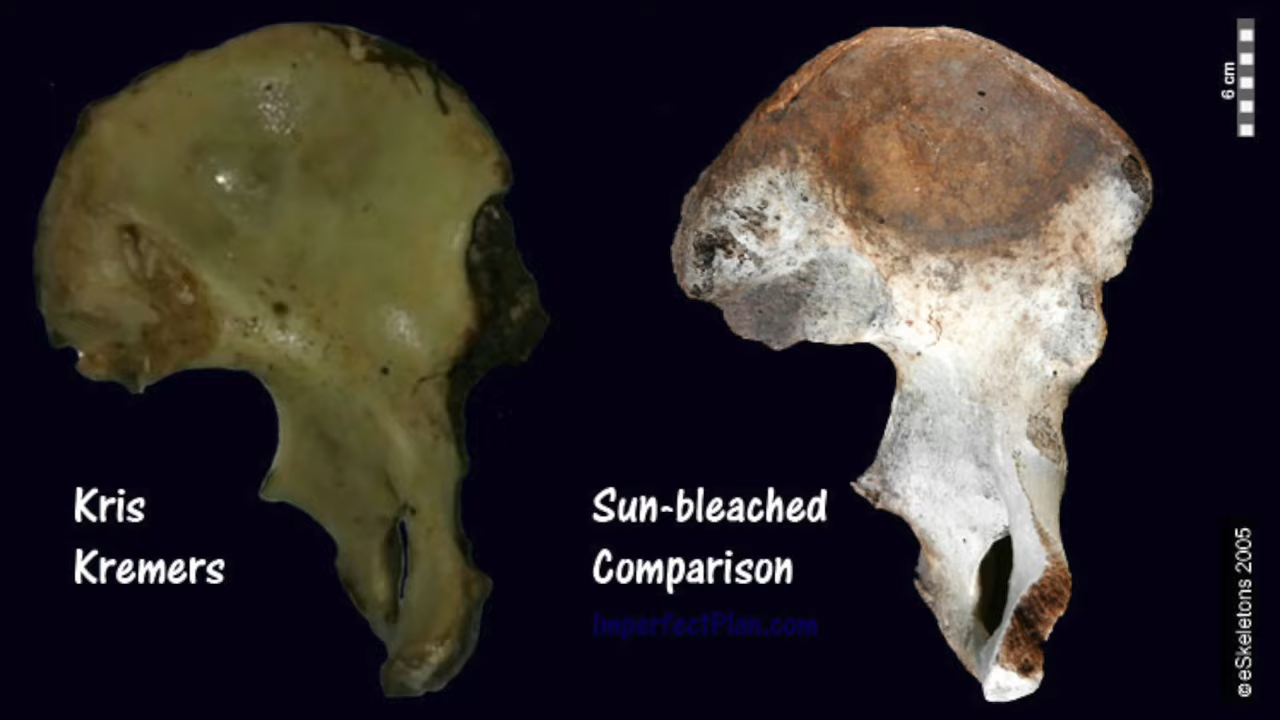 Kris
Kremers
Sun-bleached
Comparison
ImperfectPlan.com
6 cm
©eSkeletons 2005